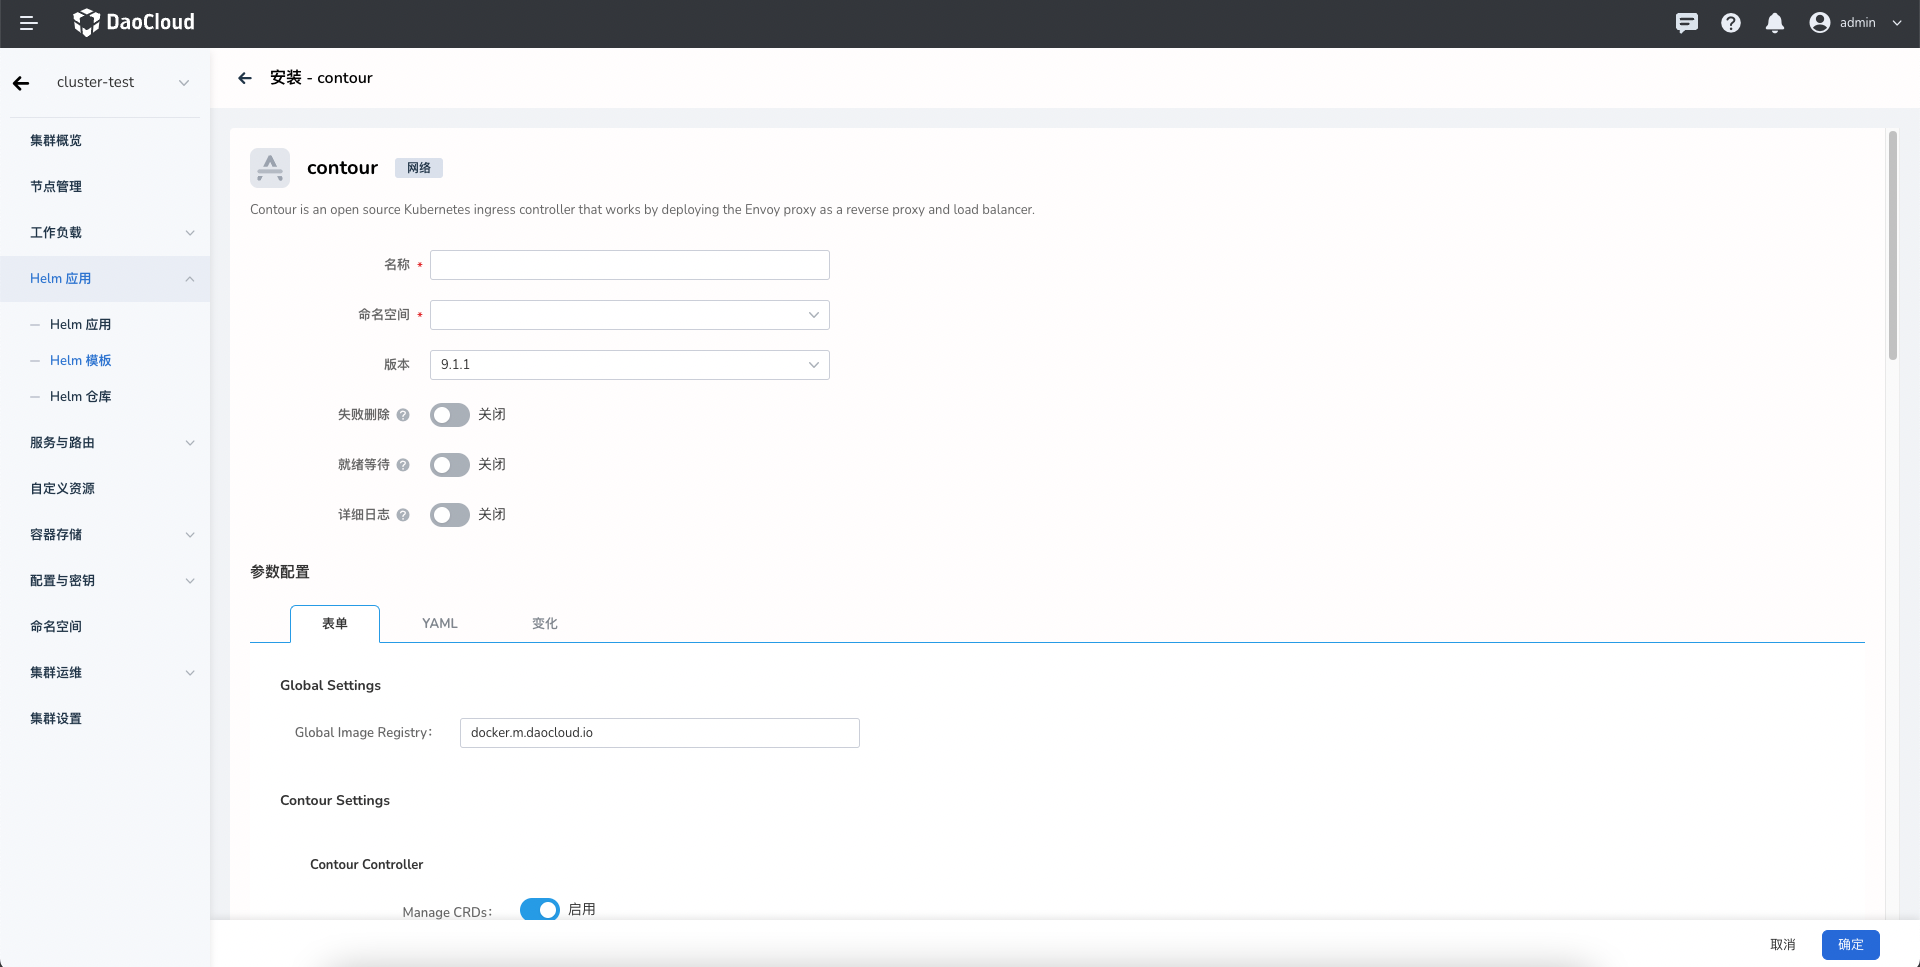 DaoCloud
admin
cluster-test
集群概览
节点管理
工作负载
Helm 应用
Helm 应用
Helm 模板
Helm 仓库
服务与路由
自定义资源
容器存储
配置与密钥
命名空间
集群运维
集群设置
安装 - contour
contour 网络
Contour is an open source Kubernetes ingress controller that works by deploying the Envoy proxy as a reverse proxy and load balancer.
名称 *
命名空间 *
版本 9.1.1
失败删除 ? 关闭
就绪等待 ? 关闭
详细日志 ? 关闭
参数配置
表单 YAML 变化
Global Settings
Global Image Registry: docker.m.daocloud.io
Contour Settings
Contour Controller
Manage CRDs: 启用
取消 确定